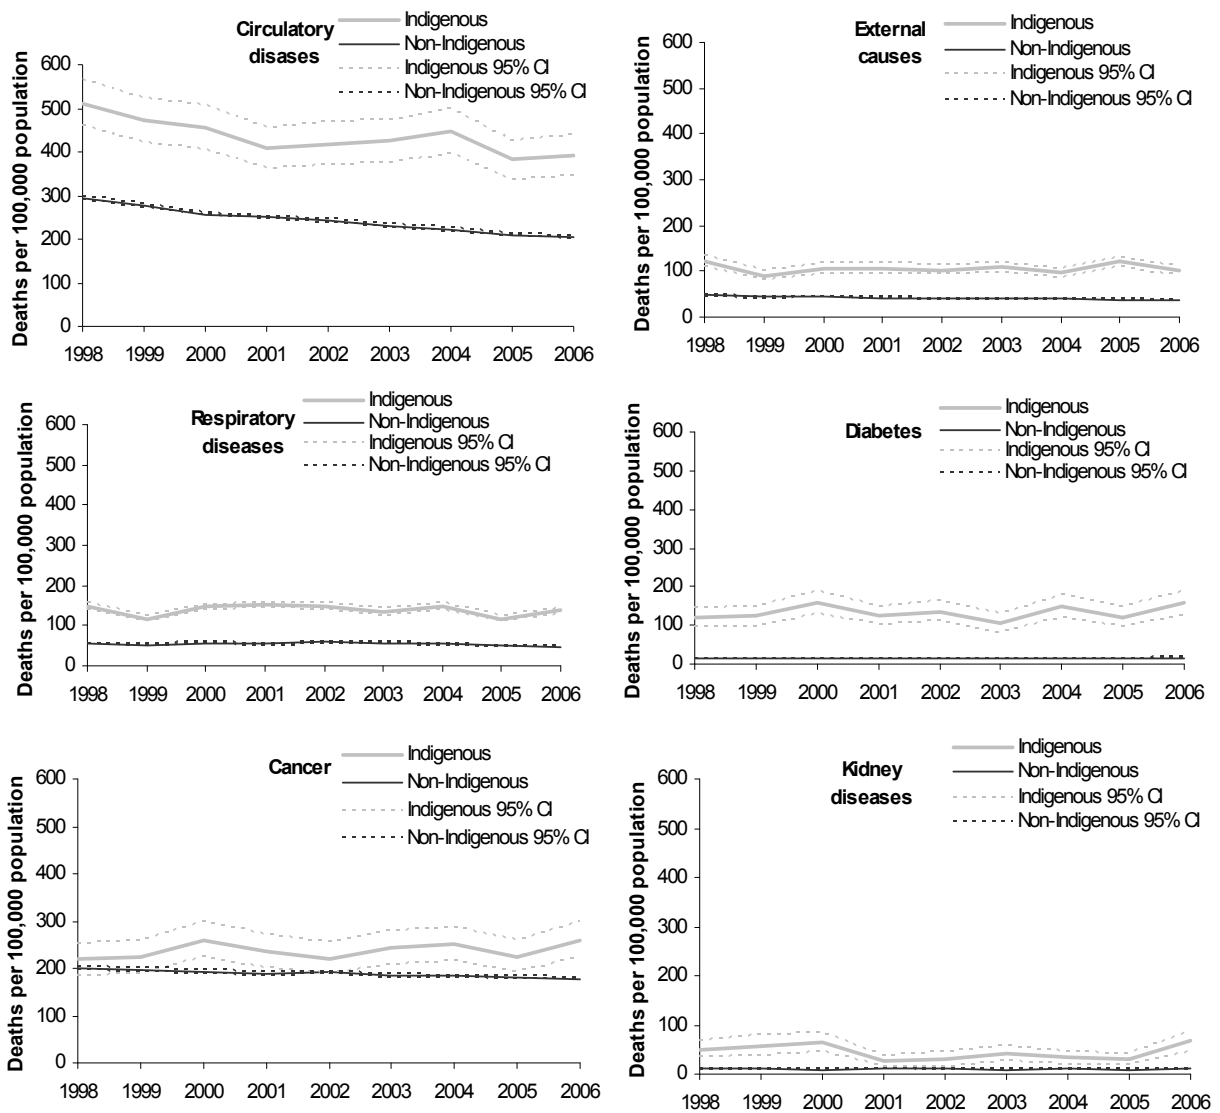 Circulatory
disases
Indigenous
Non-Indigenous
Indigenous 95% CI
Non-Indigenous 95% CI
Deaths per 100,000 population
600
500
400
300
200
100
0
1998 1999 2000 2001 2002 2003 2004 2005 2006
External
causes
Indigenous
Non-Indigenous
Indigenous 95% CI
Non-Indigenous 95% CI
Deaths per 100,000 population
600
500
400
300
200
100
0
1998 1999 2000 2001 2002 2003 2004 2005 2006
Respiratory
diseases
Indigenous
Non-Indigenous
Indigenous 95% CI
Non-Indigenous 95% CI
Deaths per 100,000 population
600
500
400
300
200
100
0
1998 1999 2000 2001 2002 2003 2004 2005 2006
Diabetes
Indigenous
Non-Indigenous
Indigenous 95% CI
Non-Indigenous 95% CI
Deaths per 100,000 population
600
500
400
300
200
100
0
1998 1999 2000 2001 2002 2003 2004 2005 2006
Cancer
Indigenous
Non-Indigenous
Indigenous 95% CI
Non-Indigenous 95% CI
Deaths per 100,000 population
600
500
400
300
200
100
0
1998 1999 2000 2001 2002 2003 2004 2005 2006
Kidney
diseases
Indigenous
Non-Indigenous
Indigenous 95% CI
Non-Indigenous 95% CI
Deaths per 100,000 population
600
500
400
300
200
100
0
1998 1999 2000 2001 2002 2003 2004 2005 2006